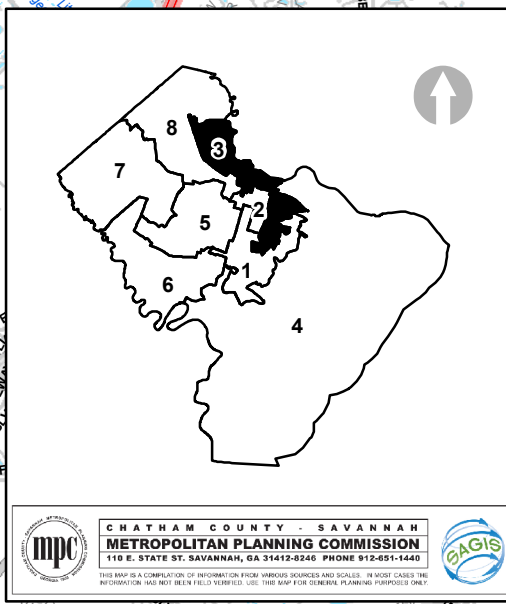 8
3
7
2
5
1
6
4
mpc
CHATHAM COUNTY - SAVANNAH
METROPOLITAN PLANNING COMMISSION
110 E. STATE ST. SAVANNAH, GA 31412-8246 PHONE 912-651-1440
THIS MAP IS A COMPILATION OF INFORMATION FROM VARIOUS SOURCES AND SCALES. IN MOST CASES THE
INFORMATION HAS NOT BEEN FIELD VERIFIED. USE THIS MAP FOR GENERAL PLANNING PURPOSES ONLY.
SAGIS